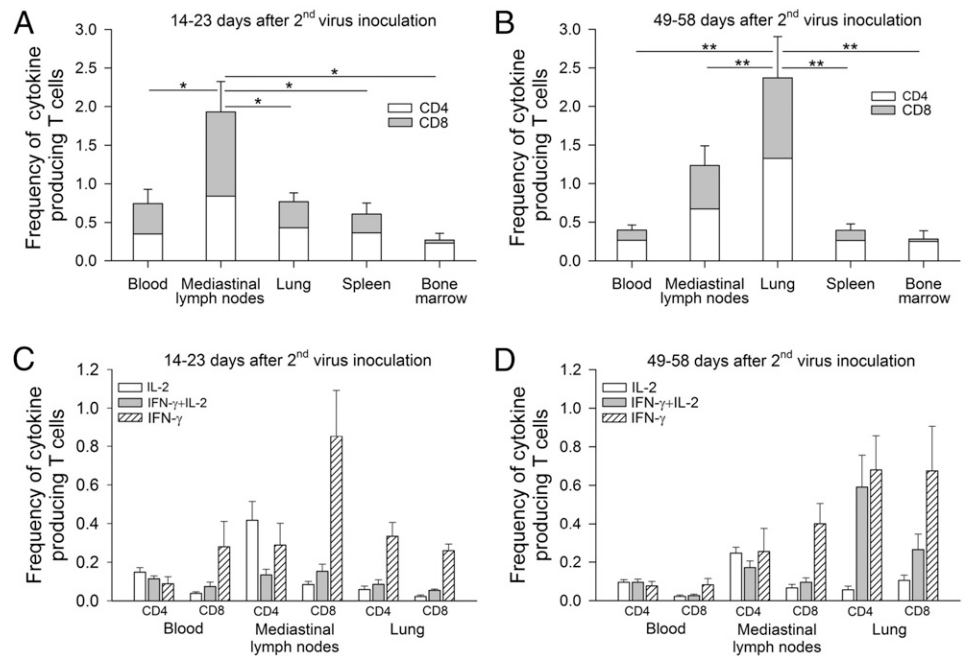 A
14-23 days after 2nd virus inoculation
Frequency of cytokine
producing T cells
3.0
2.5
2.0
1.5
1.0
0.5
0.0
*
*
*
*
CD4
CD8
Blood
Mediastinal
lymph nodes
Lung
Spleen
Bone
marrow
B
49-58 days after 2nd virus inoculation
Frequency of cytokine
producing T cells
3.0
2.5
2.0
1.5
1.0
0.5
0.0
**
**
**
**
CD4
CD8
Blood
Mediastinal
lymph nodes
Lung
Spleen
Bone
marrow
C
14-23 days after 2nd virus inoculation
Frequency of cytokine
producing T cells
1.2
1.0
0.8
0.6
0.4
0.2
0.0
IL-2
IFN-γ+IL-2
IFN-γ
CD4 CD8 CD4 CD8 CD4 CD8
Blood
Mediastinal
lymph nodes
Lung
D
49-58 days after 2nd virus inoculation
Frequency of cytokine
producing T cells
1.2
1.0
0.8
0.6
0.4
0.2
0.0
IL-2
IFN-γ+IL-2
IFN-γ
CD4 CD8 CD4 CD8 CD4 CD8
Blood
Mediastinal
lymph nodes
Lung